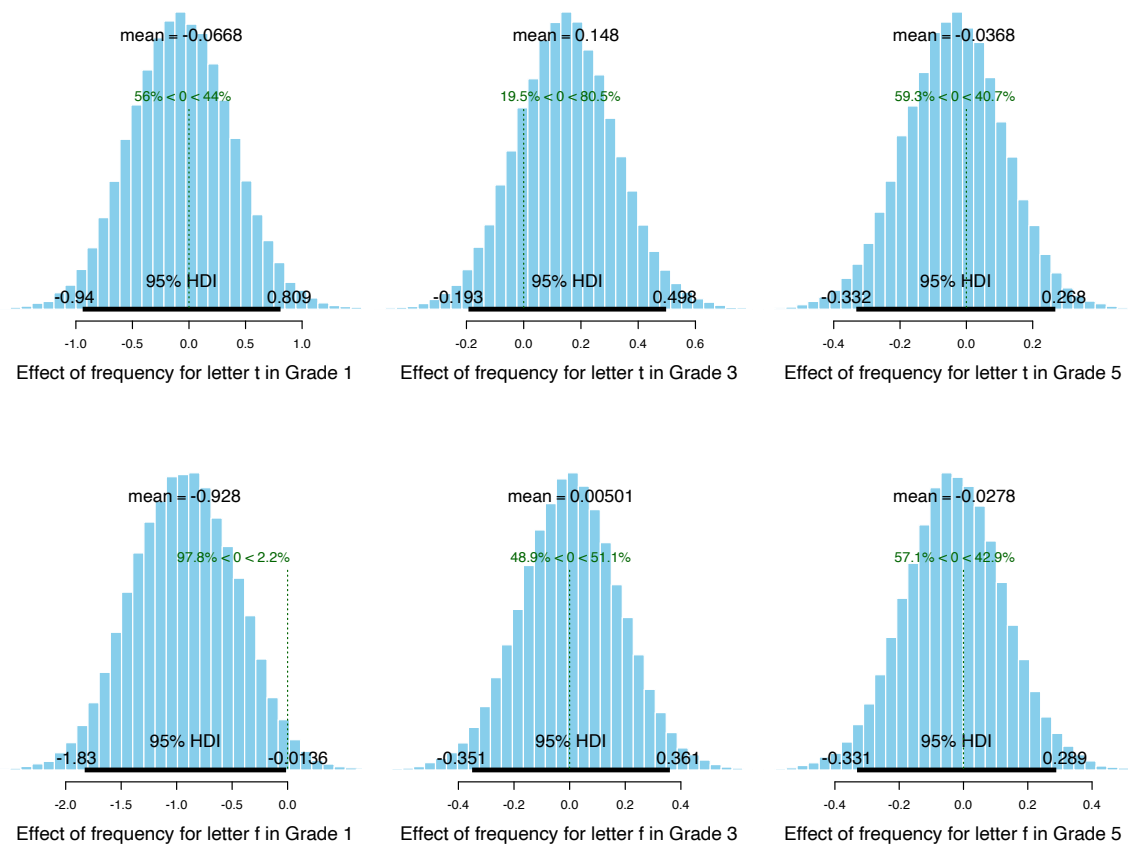 mean = -0.0668
56% < 0 < 44%
95% HDI
-0.94 0.809
-1.0 -0.5 0.0 0.5 1.0
Effect of frequency for letter t in Grade 1
mean = 0.148
19.5% < 0 < 80.5%
95% HDI
-0.193 0.498
-0.2 0.0 0.2 0.4 0.6
Effect of frequency for letter t in Grade 3
mean = -0.0368
59.3% < 0 < 40.7%
95% HDI
-0.332 0.268
-0.4 -0.2 0.0 0.2
Effect of frequency for letter t in Grade 5
mean = -0.928
97.8% < 0 < 2.2%
95% HDI
-1.83 -0.0136
-2.0 -1.5 -1.0 -0.5 0.0
Effect of frequency for letter f in Grade 1
mean = 0.00501
48.9% < 0 < 51.1%
95% HDI
-0.351 0.361
-0.4 -0.2 0.0 0.2 0.4
Effect of frequency for letter f in Grade 3
mean = -0.0278
57.1% < 0 < 42.9%
95% HDI
-0.331 0.289
-0.4 -0.2 0.0 0.2 0.4
Effect of frequency for letter f in Grade 5